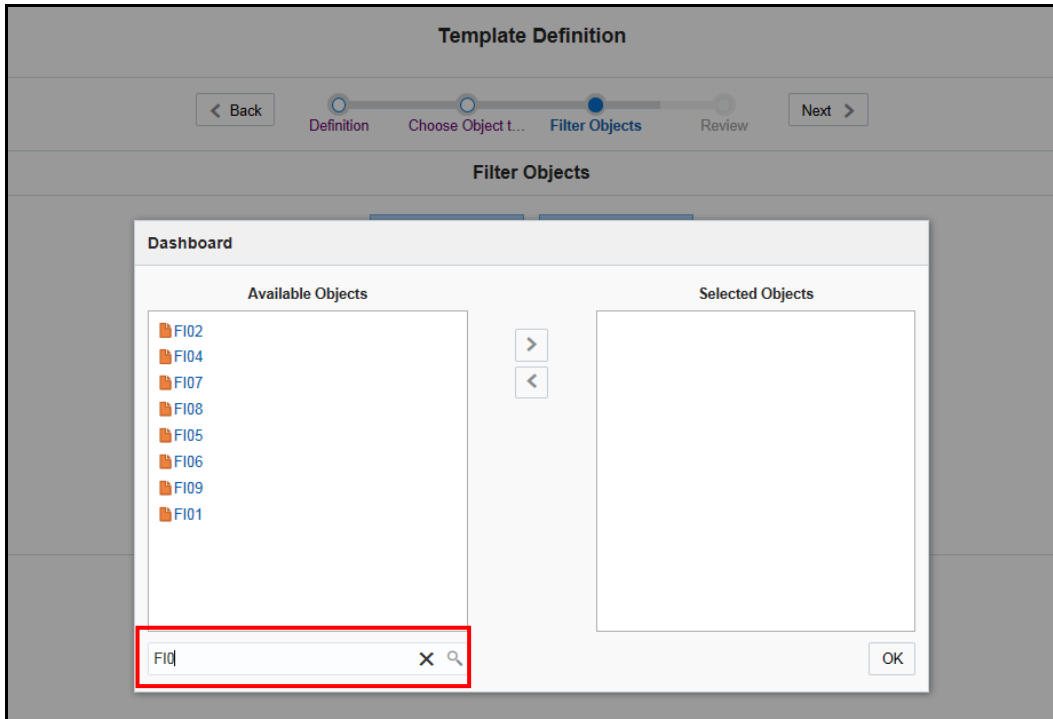 Template Definition
Back
Definition
Choose Object t...
Filter Objects
Review
Next
Filter Objects
Dashboard
Available Objects
Selected Objects
FI02
FI04
FI07
FI08
FI05
FI06
FI09
FI01
FI0
OK